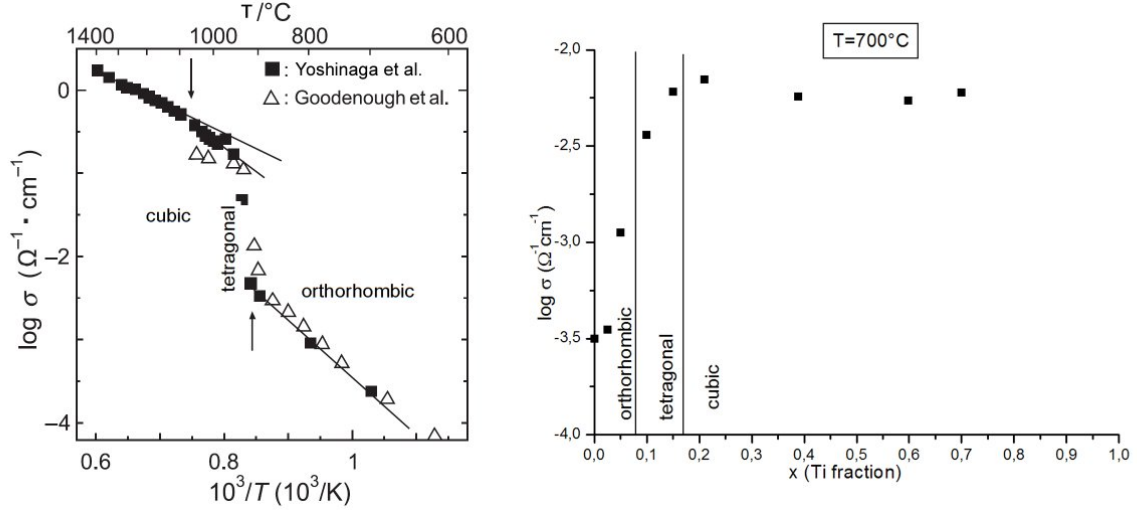 T /°C
1400 1000 800 600
■: Yoshinaga et al.
△: Goodenough et al.
0
−2
−4
log σ (Ω⁻¹ · cm⁻¹)
cubic
tetragonal
orthorhombic
0.6 0.8 1
10³/T (10³/K)
T=700°C
-2,0
-2,5
-3,0
-3,5
-4,0
log σ (Ω⁻¹cm⁻¹)
orthorhombic
tetragonal
cubic
0,0 0,1 0,2 0,3 0,4 0,5 0,6 0,7 0,8 0,9 1,0
x (Ti fraction)